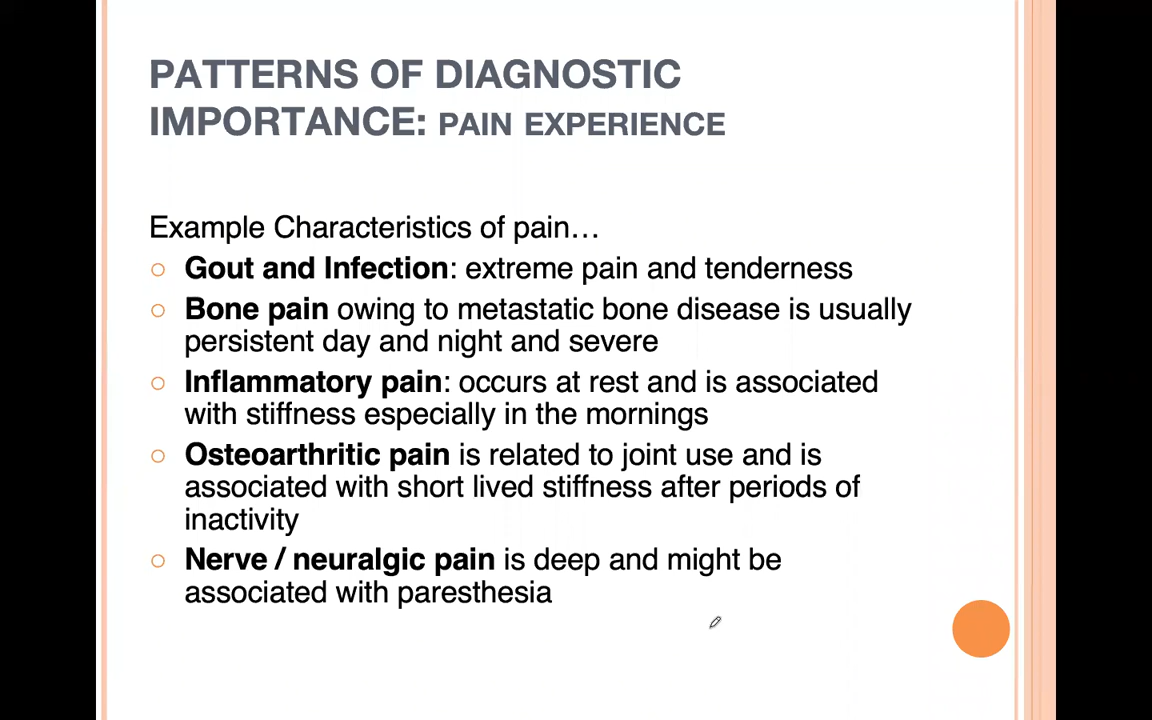 PATTERNS OF DIAGNOSTIC
IMPORTANCE: PAIN EXPERIENCE
Example Characteristics of pain…
Gout and Infection: extreme pain and tenderness
Bone pain owing to metastatic bone disease is usually
persistent day and night and severe
Inflammatory pain: occurs at rest and is associated
with stiffness especially in the mornings
Osteoarthritic pain is related to joint use and is
associated with short lived stiffness after periods of
inactivity
Nerve / neuralgic pain is deep and might be
associated with paresthesia